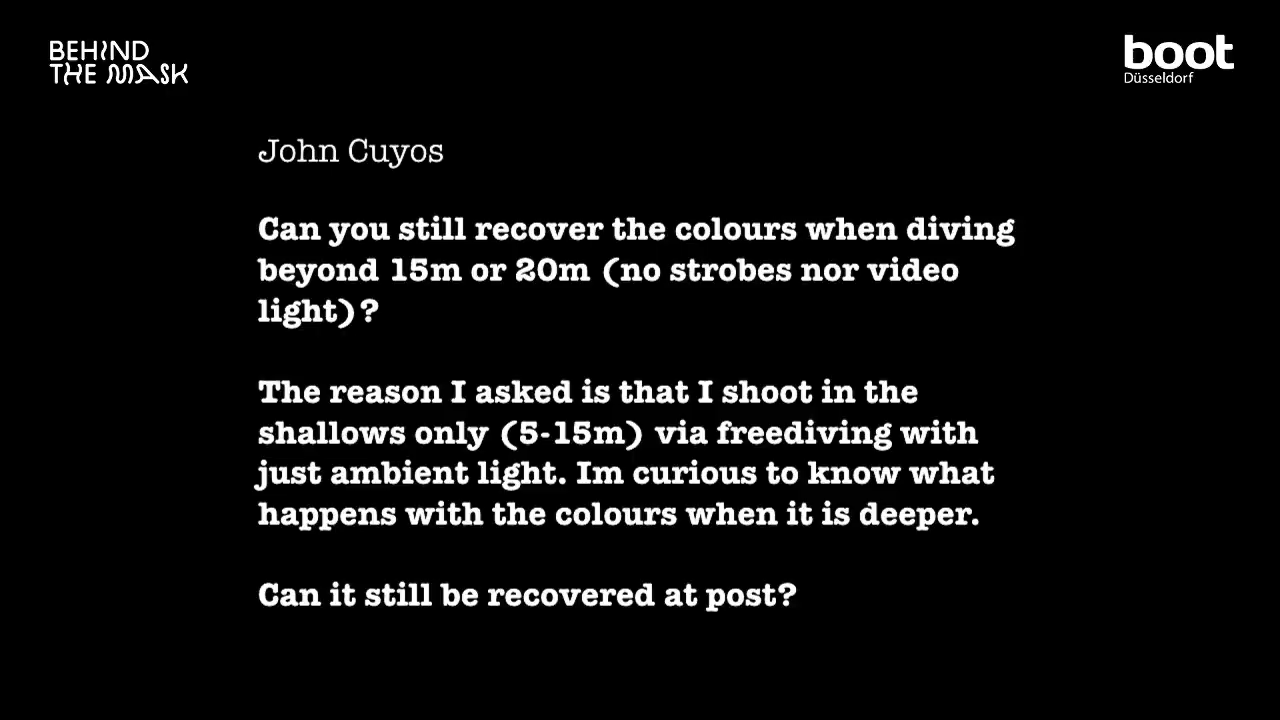 BEHIND
THE MASK
boot
Düsseldorf
John Cuyos
Can you still recover the colours when diving
beyond 15m or 20m (no strobes nor video
light)?
The reason I asked is that I shoot in the
shallows only (5-15m) via freediving with
just ambient light. Im curious to know what
happens with the colours when it is deeper.
Can it still be recovered at post?